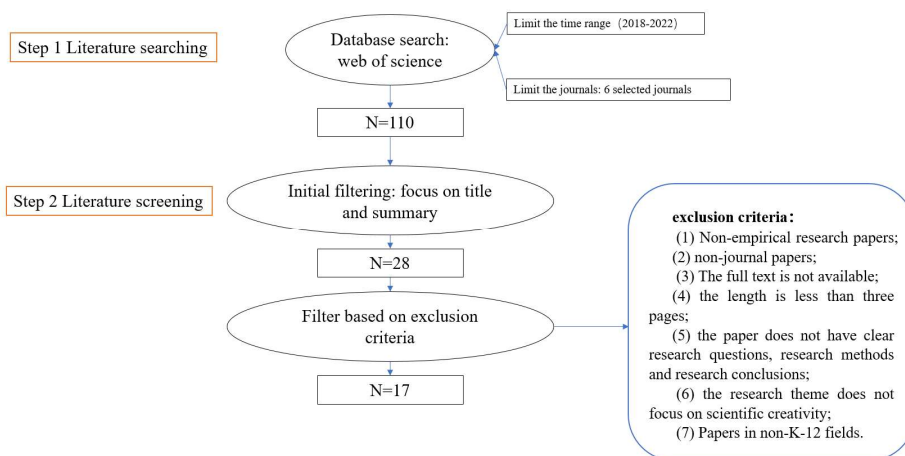 Step 1 Literature searching
Database search:
web of science
Limit the time range（2018-2022）
Limit the journals: 6 selected journals
N=110
Step 2 Literature screening
Initial filtering: focus on title
and summary
N=28
Filter based on exclusion
criteria
N=17
exclusion criteria：
(1) Non-empirical research papers;
(2) non-journal papers;
(3) The full text is not available;
(4) the length is less than three
pages;
(5) the paper does not have clear
research questions, research methods
and research conclusions;
(6) the research theme does not
focus on scientific creativity;
(7) Papers in non-K-12 fields.